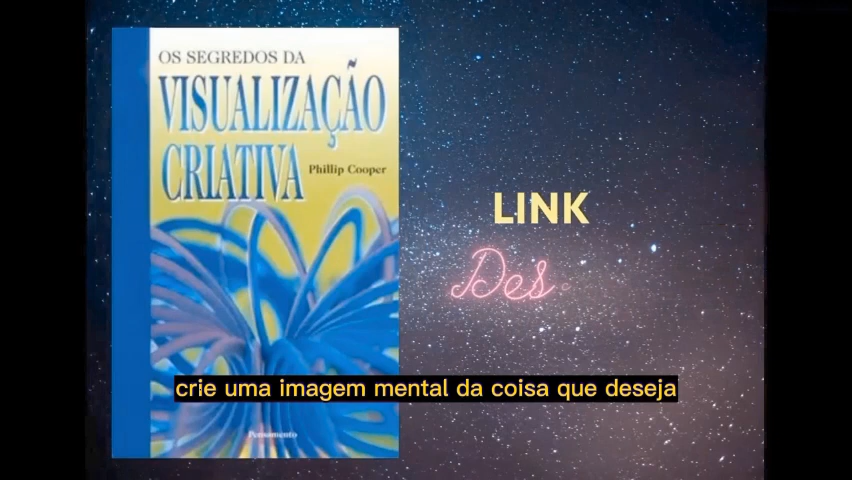 OS SEGREDOS DA
VISUALIZAÇÃO
CRIATIVA
Phillip Cooper
Pensamento
LINK
Des
crie uma imagem mental da coisa que deseja